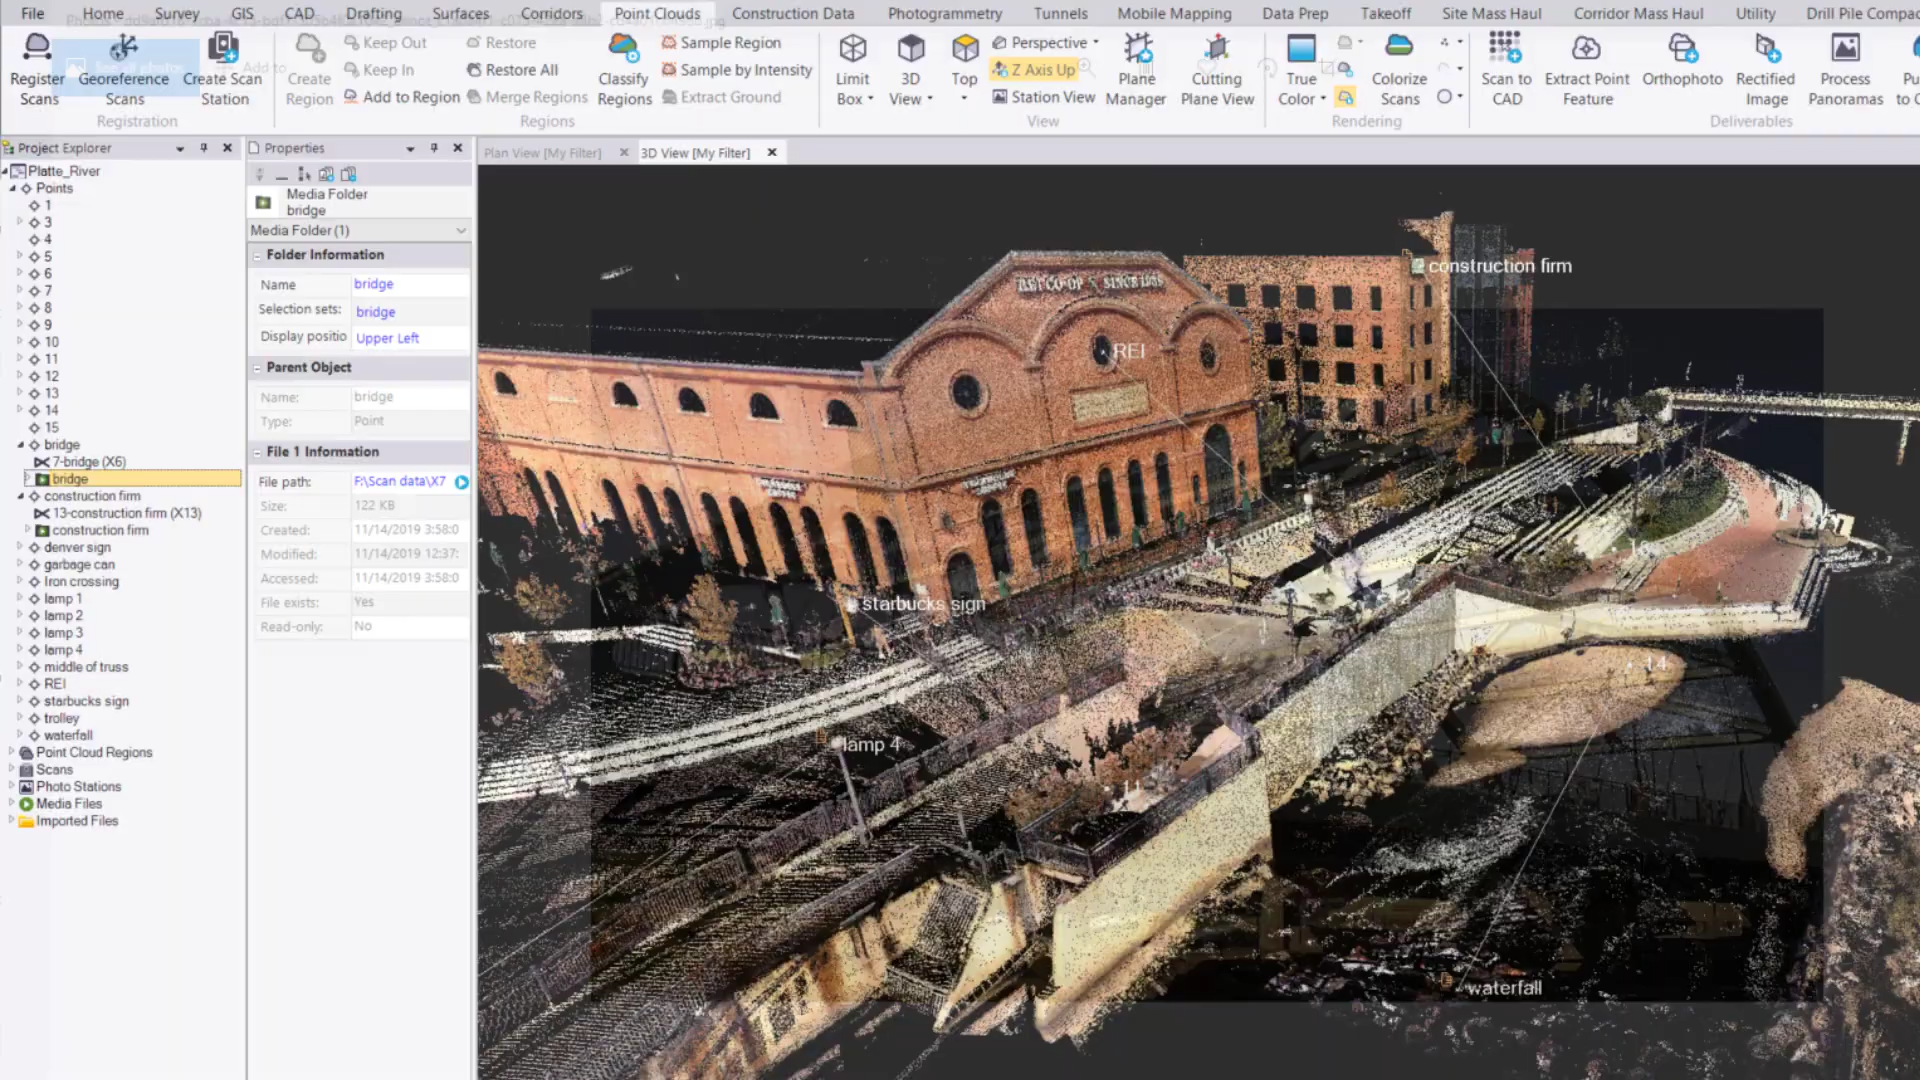 File Home Survey GIS CAD Drafting Surfaces Corridors Point Clouds Construction Data Photogrammetry Tunnels Mobile Mapping Data Prep Takeoff Site Mass Haul Corridor Mass Haul Utility Drill Pile Compac
Register Scans
Georeference Scans
Create Scan Station
Registration
Create Region
Keep Out
Keep In
Add to Region
Restore
Restore All
Merge Regions
Classify Regions
Sample Region
Sample by Intensity
Extract Ground
Regions
Limit Box
3D View
Top
Perspective
Z Axis Up
Station View
Plane Manager
Cutting Plane View
View
True Color
Colorize Scans
Rendering
Scan to CAD
Extract Point Feature
Orthophoto
Rectified Image
Process Panoramas
Deliverables
Project Explorer
Platte_River
Points
1
3
4
5
6
7
8
9
10
11
12
13
14
15
bridge
7-bridge (X6)
bridge
construction firm
13-construction firm (X13)
construction firm
denver sign
garbage can
Iron crossing
lamp 1
lamp 2
lamp 3
lamp 4
middle of truss
REI
starbucks sign
trolley
waterfall
Point Cloud Regions
Scans
Photo Stations
Media Files
Imported Files
Properties
Media Folder
bridge
Media Folder (1)
Folder Information
Name bridge
Selection sets: bridge
Display positio Upper Left
Parent Object
Name: bridge
Type: Point
File 1 Information
File path: F:\Scan data\X7
Size: 122 KB
Created: 11/14/2019 3:58:0
Modified: 11/14/2019 12:37:
Accessed: 11/14/2019 3:58:0
File exists: Yes
Read-only: No
Plan View [My Filter]
3D View [My Filter]
construction firm
REI CO-OP SINCE 1938
REI
starbucks sign
14
lamp 4
11
waterfall